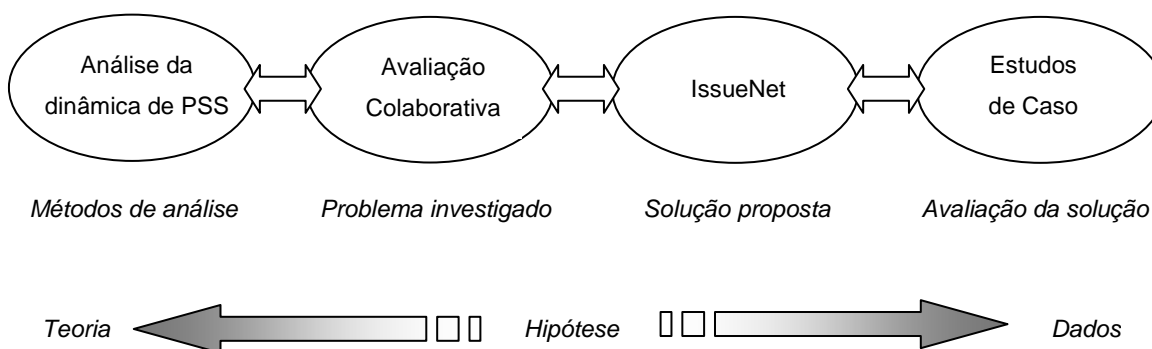 Análise da
dinâmica de PSS
Avaliação
Colaborativa
IssueNet
Estudos
de Caso
Métodos de análise
Problema investigado
Solução proposta
Avaliação da solução
Teoria
Hipótese
Dados